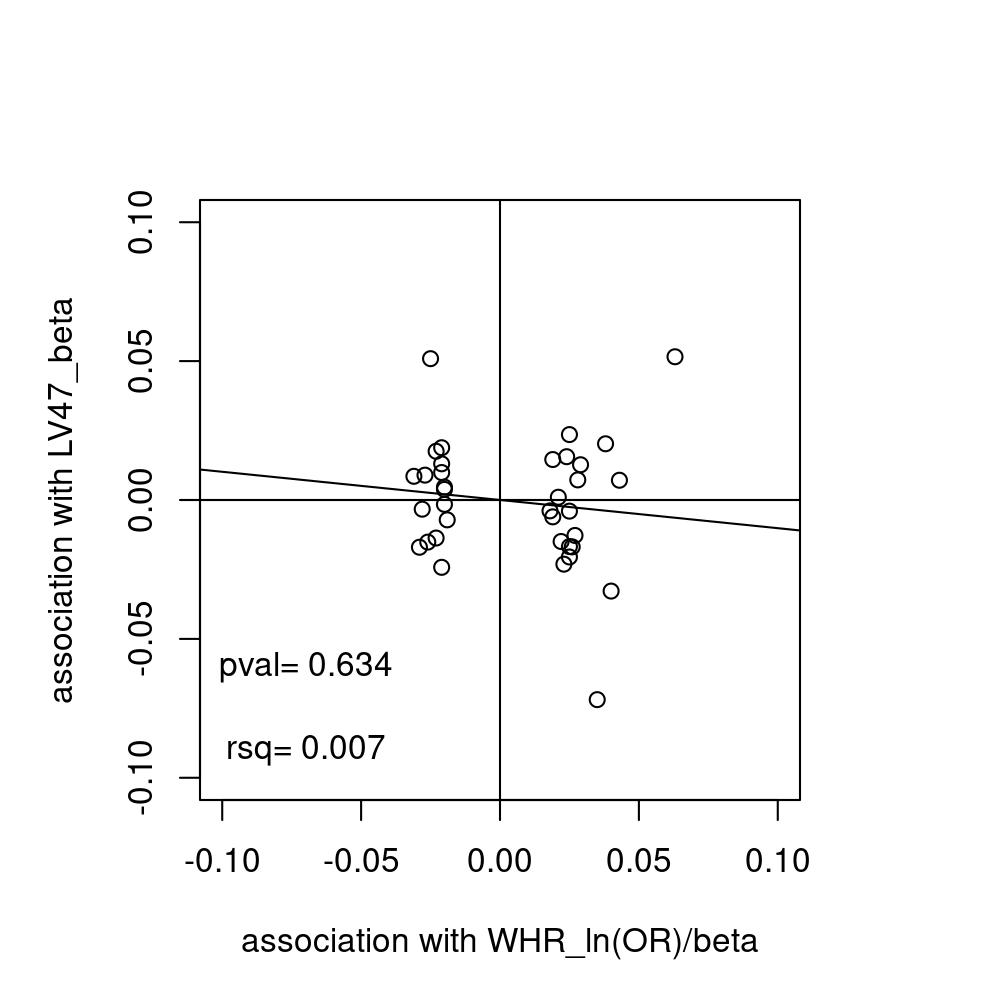 association with LV47_beta
0.10
0.05
0.00
-0.05
-0.10
pval= 0.634
rsq= 0.007
-0.10 -0.05 0.00 0.05 0.10
association with WHR_ln(OR)/beta